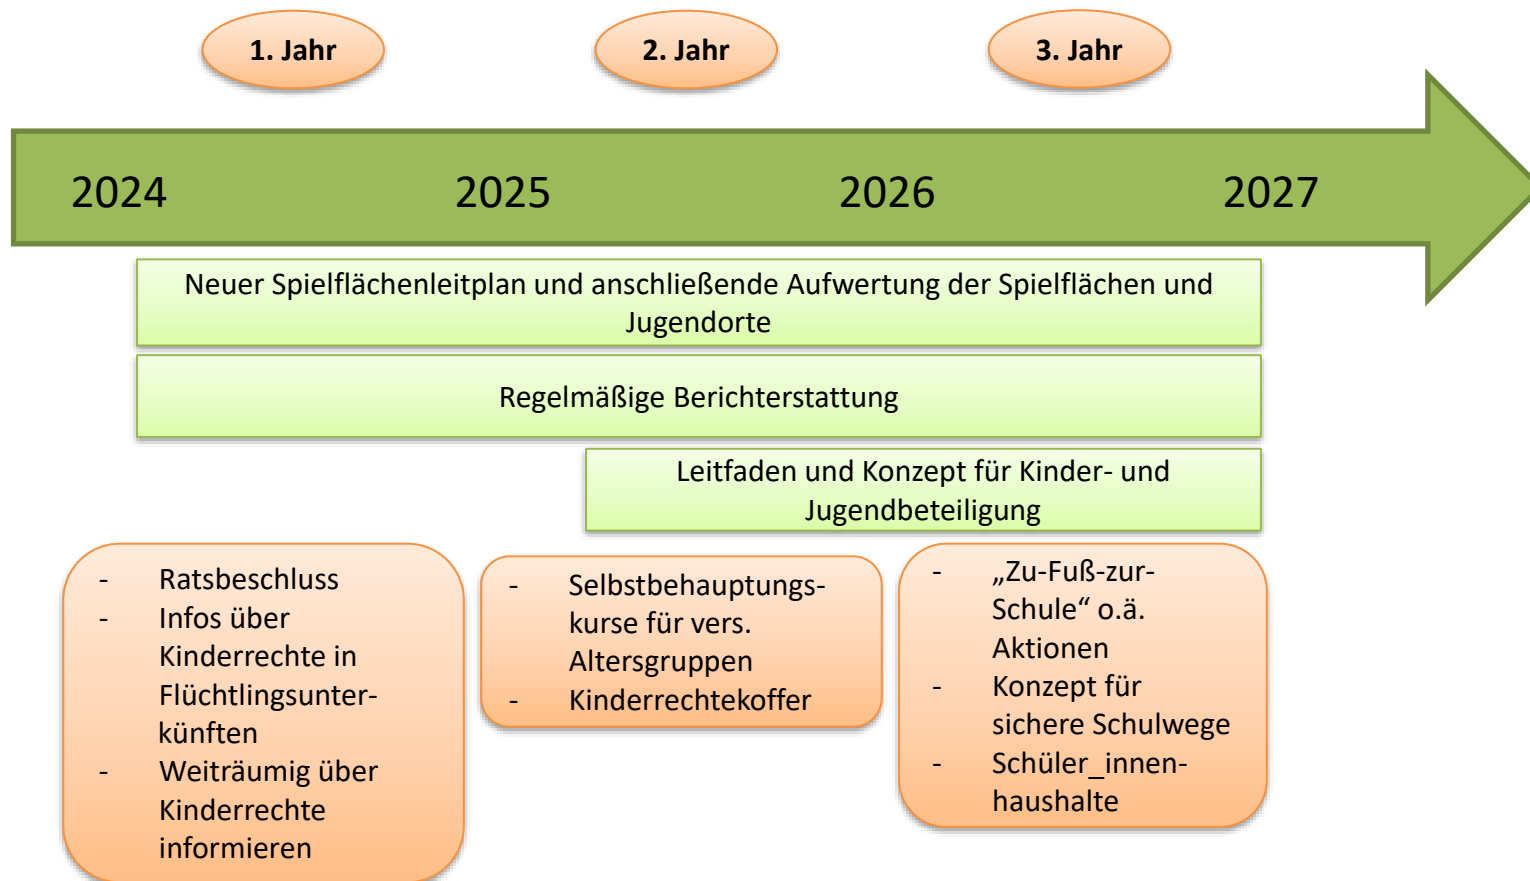 1. Jahr
2. Jahr
3. Jahr
2024
2025
2026
2027
Neuer Spielflächenleitplan und anschließende Aufwertung der Spielflächen und
Jugendorte
Regelmäßige Berichterstattung
Leitfaden und Konzept für Kinder- und
Jugendbeteiligung
- Ratsbeschluss
- Infos über
Kinderrechte in
Flüchtlingsunter-
künften
- Weiträumig über
Kinderrechte
informieren
- Selbstbehauptungs-
kurse für vers.
Altersgruppen
- Kinderrechtekoffer
- „Zu-Fuß-zur-
Schule“ o.ä.
Aktionen
- Konzept für
sichere Schulwege
- Schüler_innen-
haushalte